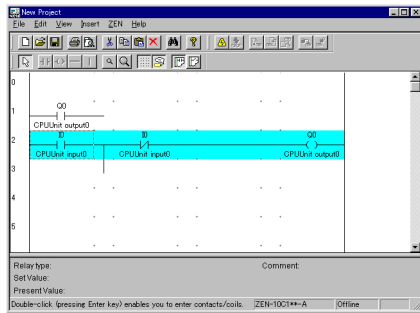 New Project
File Edit View Insert ZEN Help
0
1
Q0
CPUUnit output0
2
I0 I0 Q0
CPUUnit input0 CPUUnit input0 CPUUnit output0
3
4
5
Relay type: Comment:
Set Value:
Present Value:
Double-click (pressing Enter key) enables you to enter contacts/coils. ZEN-10C1**-A Offline